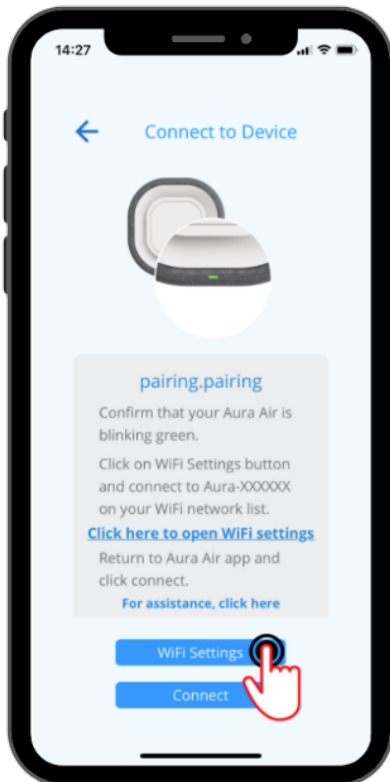 14:27
Connect to Device
pairing.pairing
Confirm that your Aura Air is
blinking green.
Click on WiFi Settings button
and connect to Aura-XXXXXX
on your WiFi network list.
Click here to open WiFi settings
Return to Aura Air app and
click connect.
For assistance, click here
WiFi Settings
Connect